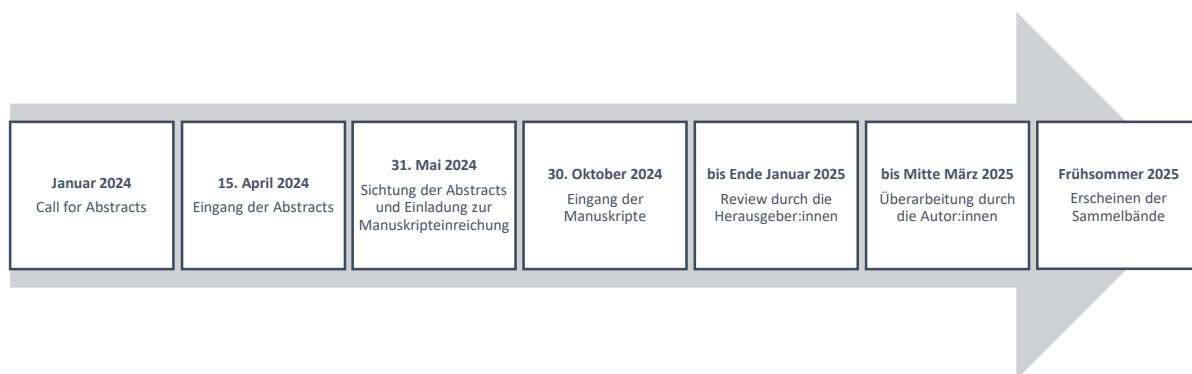 Januar 2024
Call for Abstracts
15. April 2024
Eingang der Abstracts
31. Mai 2024
Sichtung der Abstracts
und Einladung zur
Manuskripteinreichung
30. Oktober 2024
Eingang der
Manuskripte
bis Ende Januar 2025
Review durch die
Herausgeber:innen
bis Mitte März 2025
Überarbeitung durch
die Autor:innen
Frühsommer 2025
Erscheinen der
Sammelbände